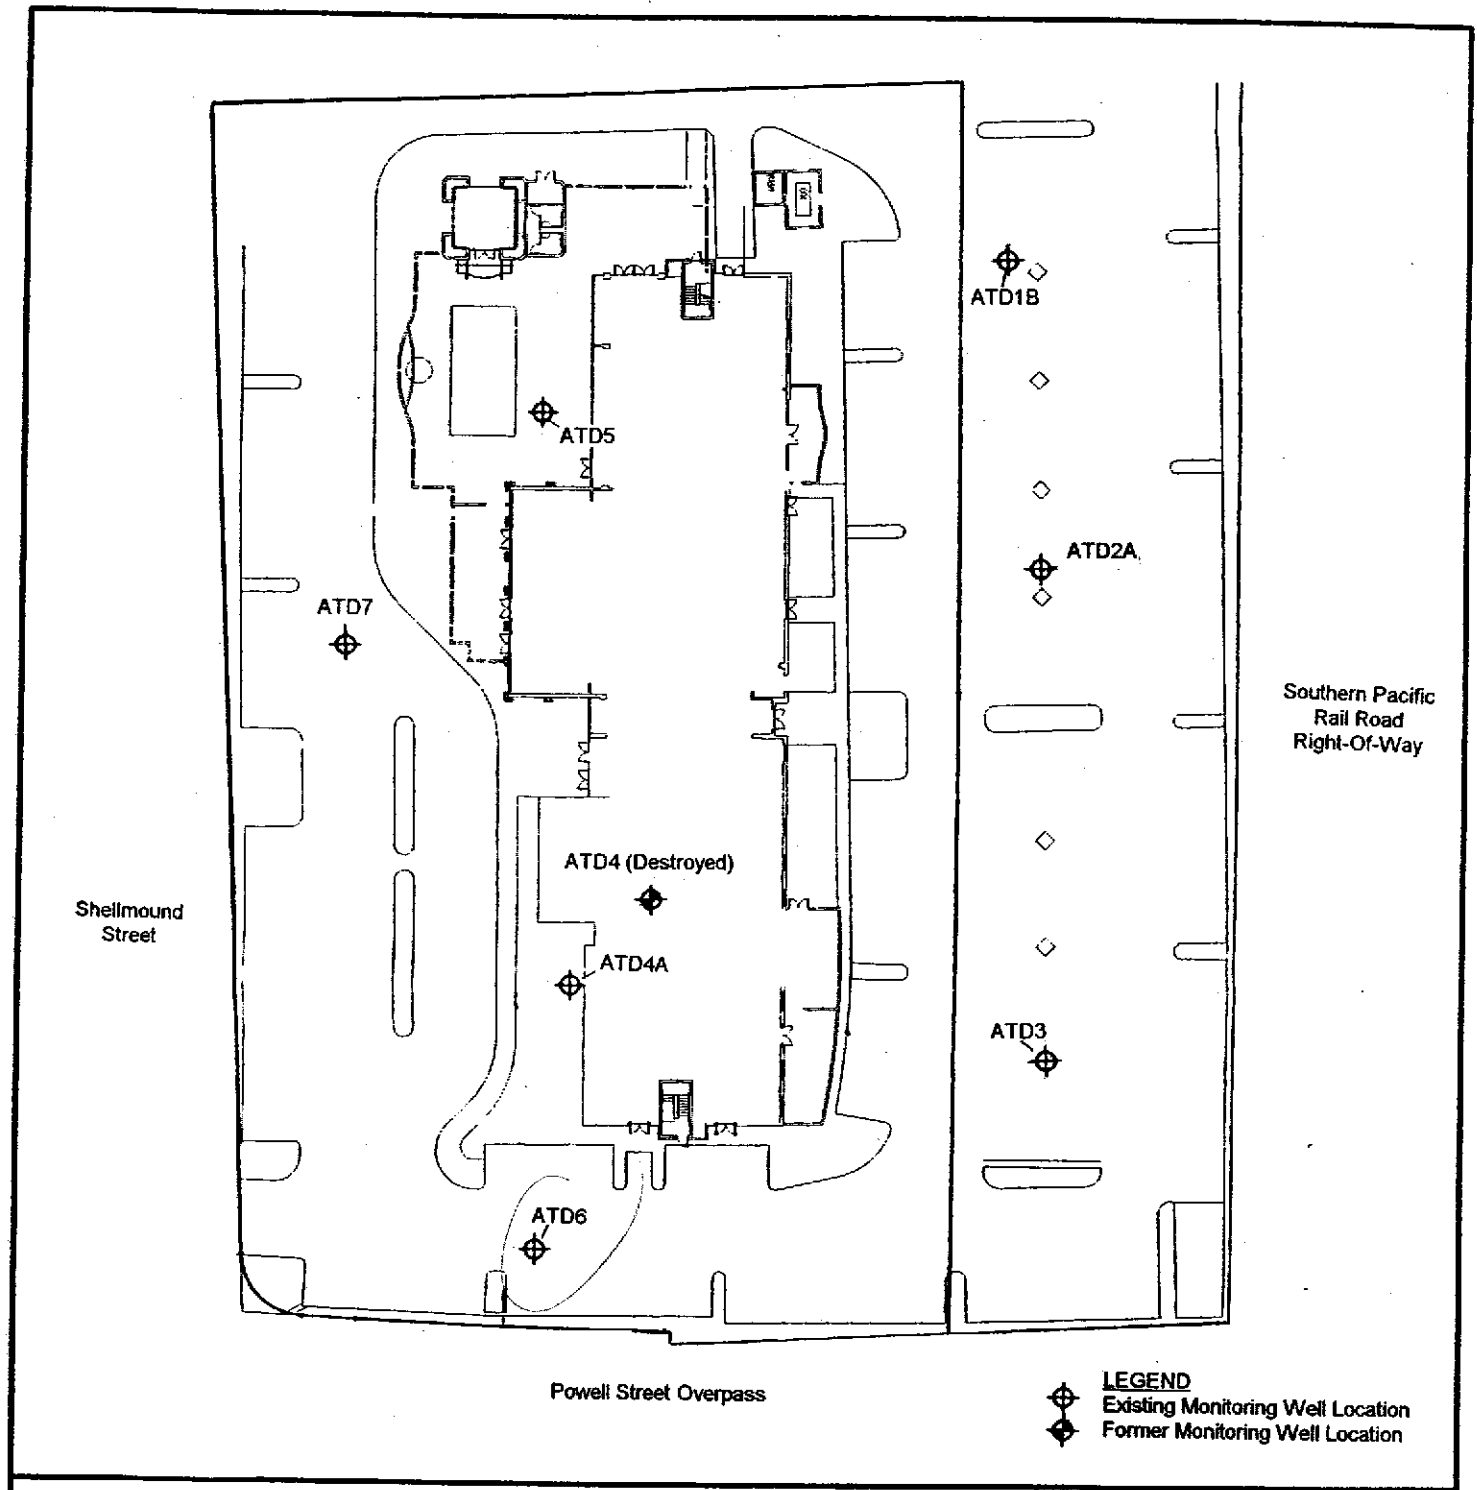 ATD1B
ATD5
ATD2A
ATD7
Southern Pacific
Rail Road
Right-Of-Way
ATD4 (Destroyed)
Shellmound
Street
ATD4A
ATD3
ATD6
Powell Street Overpass
LEGEND
Existing Monitoring Well Location
Former Monitoring Well Location